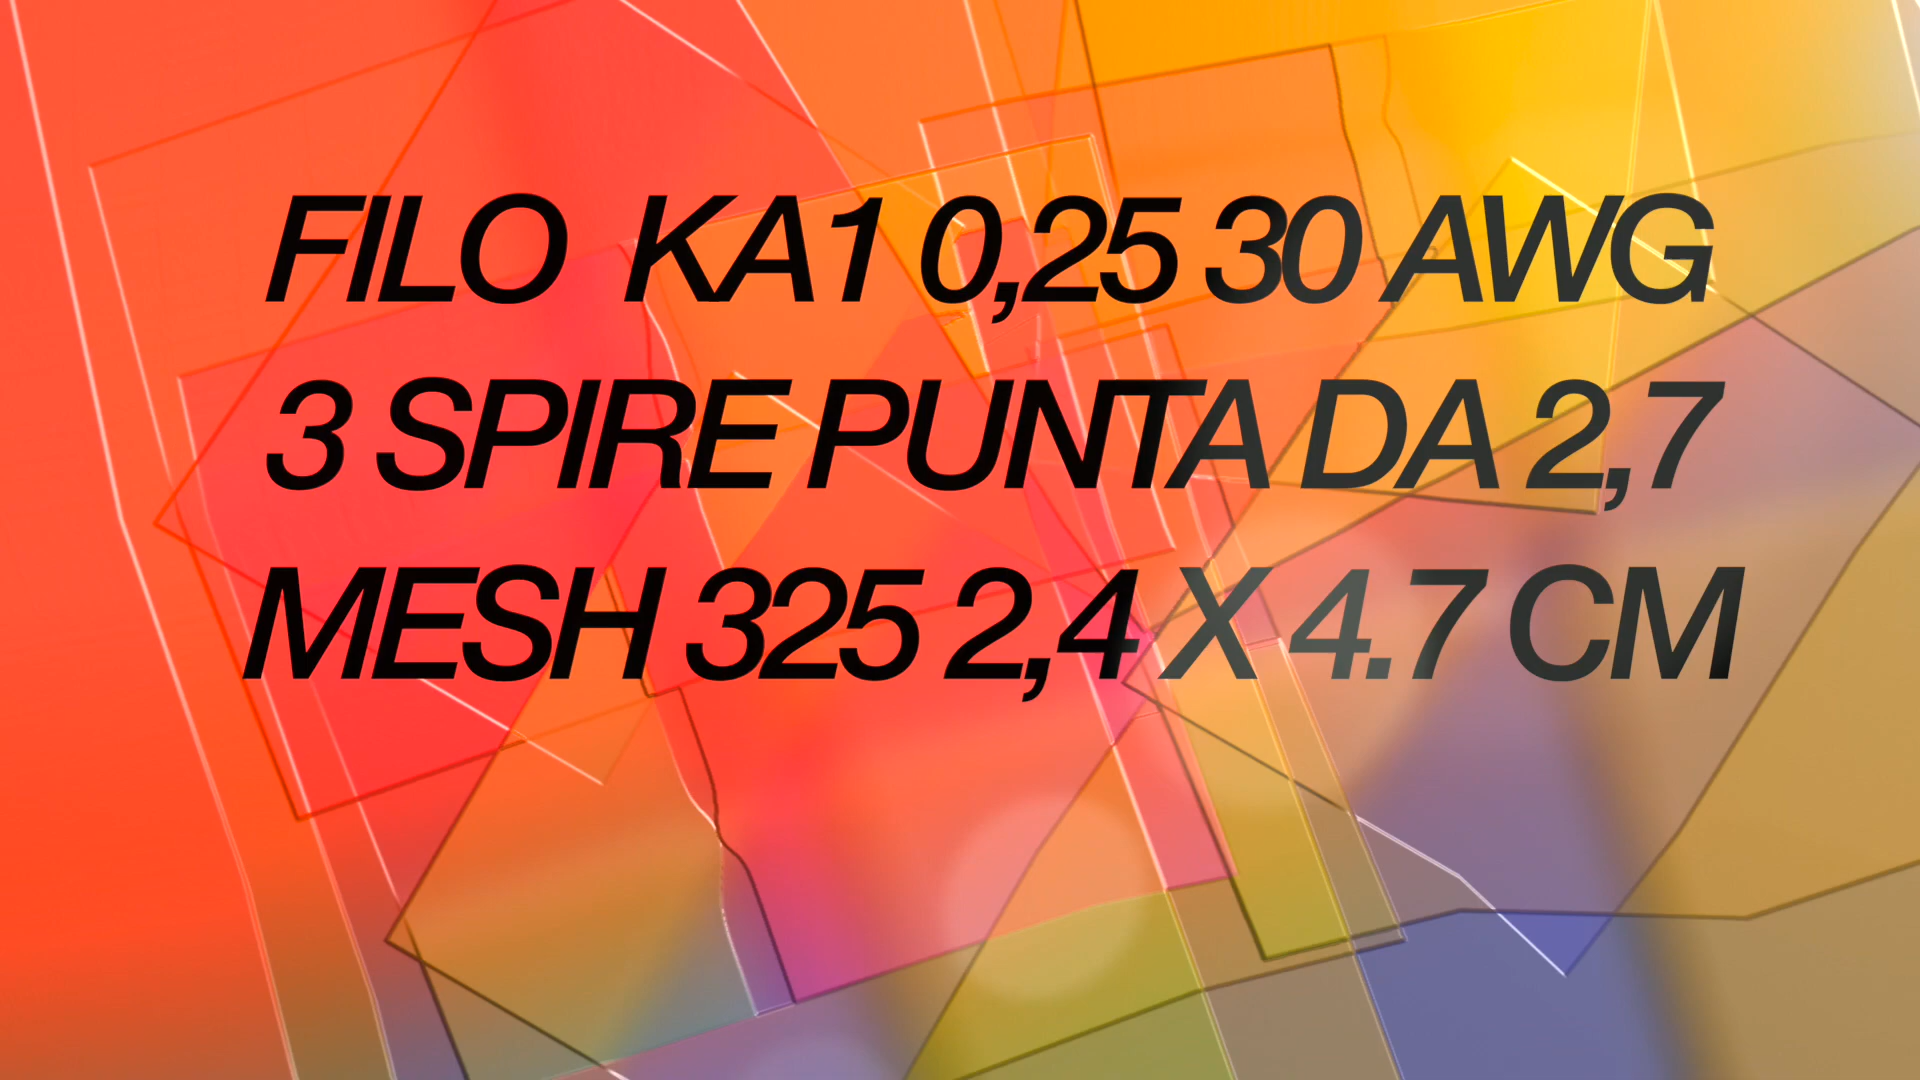 FILO KA1 0,25 30 AWG
3 SPIRE PUNTA DA 2,7
MESH 325 2,4 X 4.7 CM